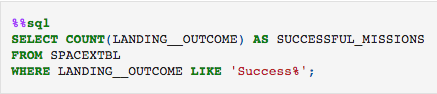 %%sql
SELECT COUNT(LANDING__OUTCOME) AS SUCCESSFUL_MISSIONS
FROM SPACEXTBL
WHERE LANDING__OUTCOME LIKE 'Success%';